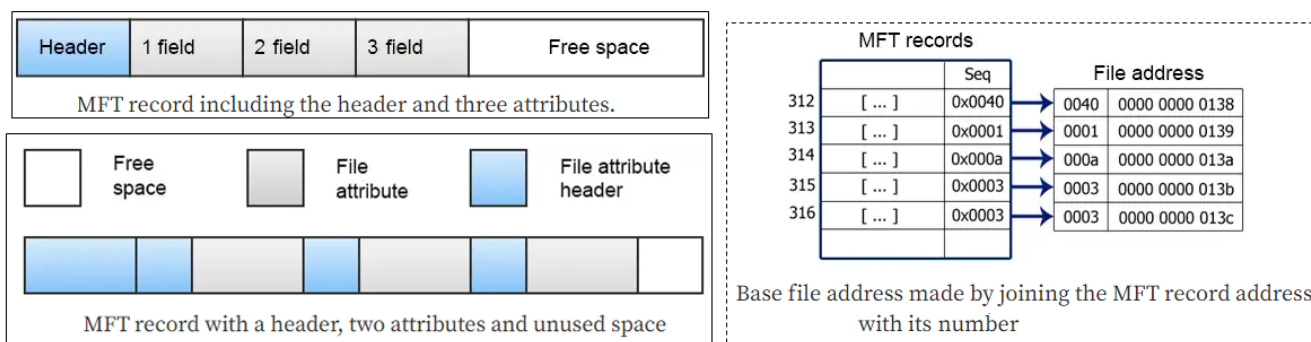 Header 1 field 2 field 3 field Free space
MFT record including the header and three attributes.
Free space
File attribute
File attribute header
MFT record with a header, two attributes and unused space
MFT records
File address
Seq
312 [ ... ] 0x0040 0040 0000 0000 0138
313 [ ... ] 0x0001 0001 0000 0000 0139
314 [ ... ] 0x000a 000a 0000 0000 013a
315 [ ... ] 0x0003 0003 0000 0000 013b
316 [ ... ] 0x0003 0003 0000 0000 013c
Base file address made by joining the MFT record address
with its number